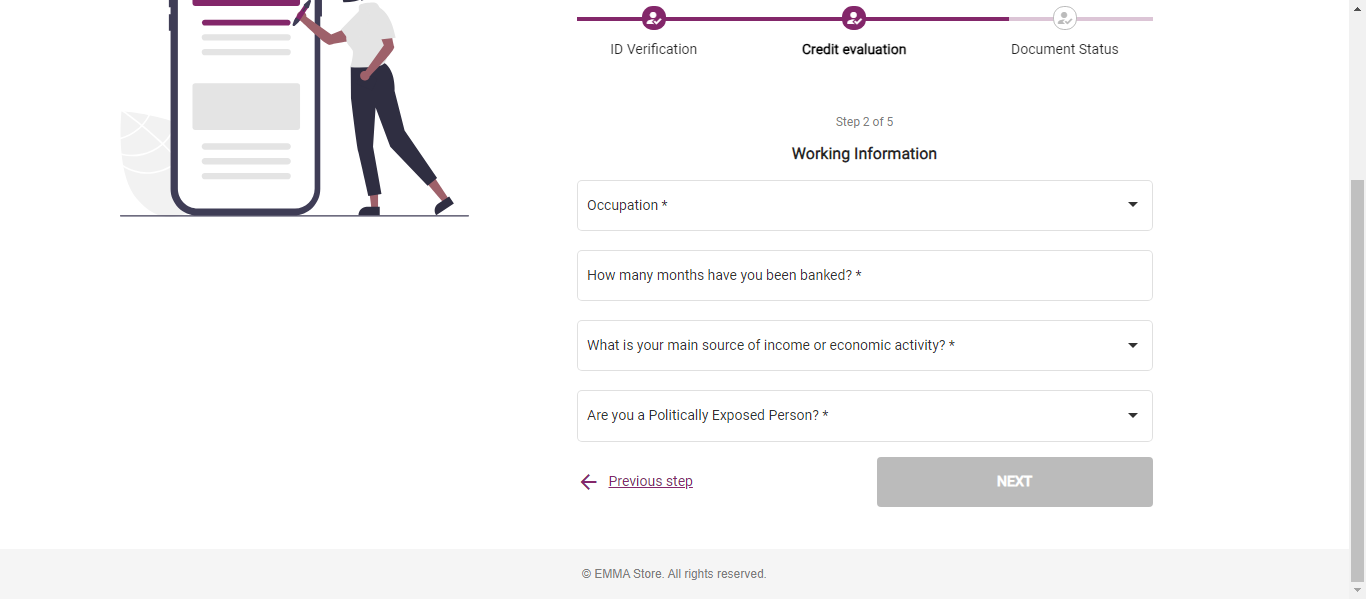 ID Verification
Credit evaluation
Document Status
Step 2 of 5
Working Information
Occupation *
How many months have you been banked? *
What is your main source of income or economic activity? *
Are you a Politically Exposed Person? *
Previous step
NEXT
© EMMA Store. All rights reserved.